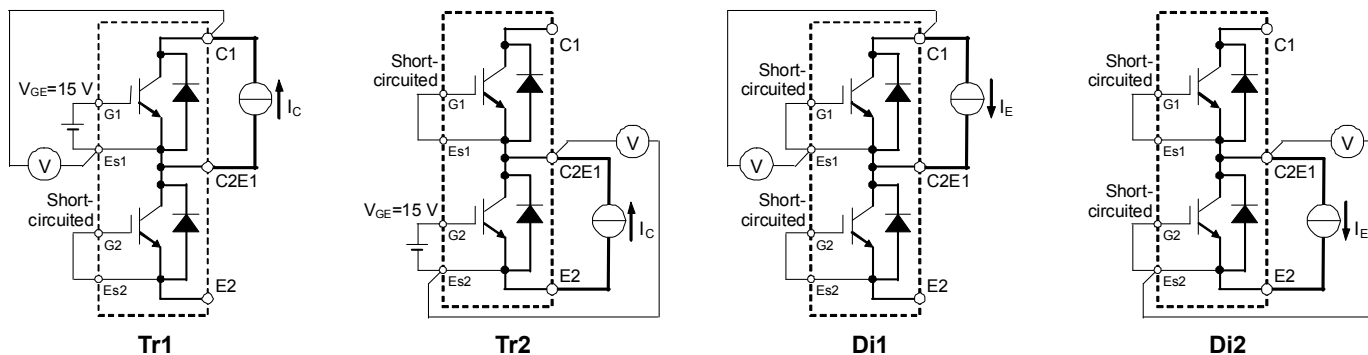 C1
VGE=15 V
G1
IC
V
Es1
C2E1
Short-
circuited
G2
Es2
E2
Tr1
C1
Short-
circuited
G1
Es1
V
C2E1
VGE=15 V
G2
IC
Es2
E2
Tr2
C1
Short-
circuited
G1
IE
V
Es1
C2E1
Short-
circuited
G2
Es2
E2
Di1
C1
Short-
circuited
G1
Es1
V
C2E1
Short-
circuited
G2
IE
Es2
E2
Di2